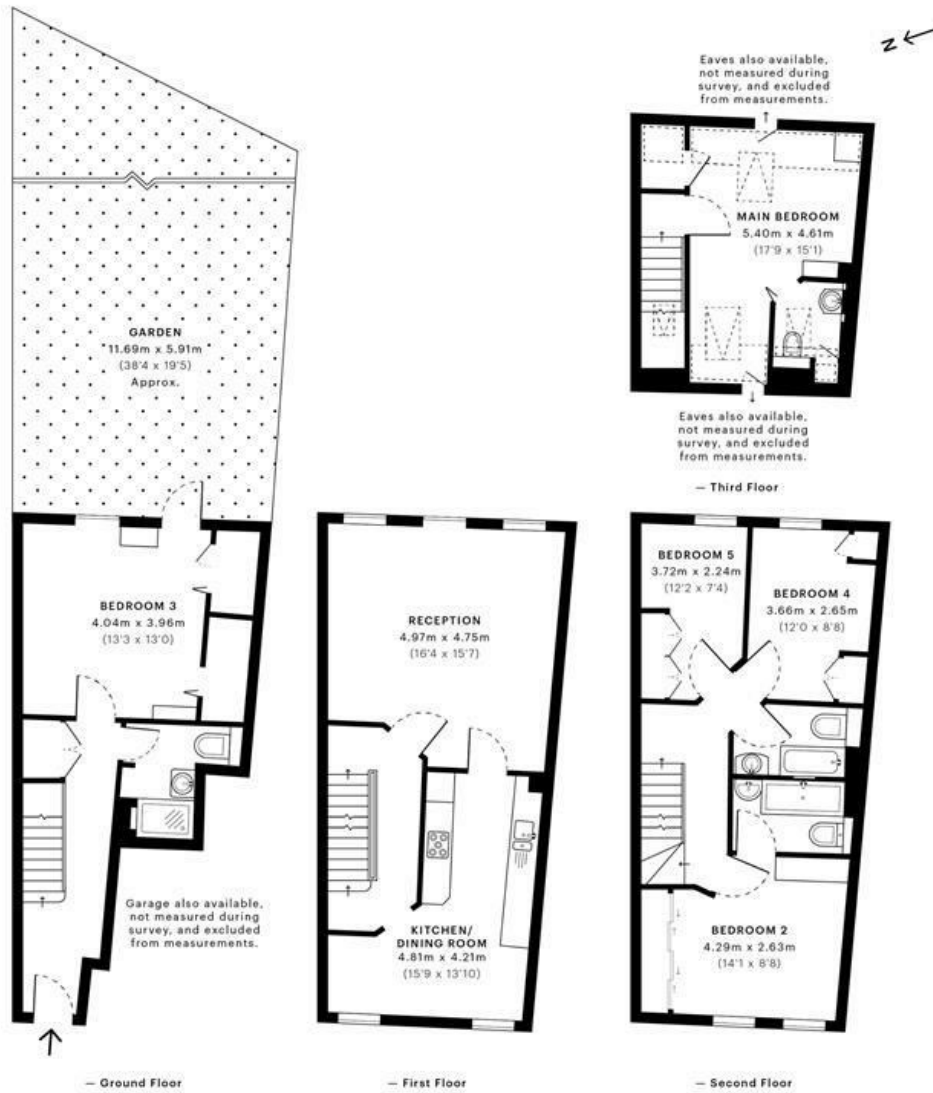 N
Eaves also available,
not measured during
survey, and excluded
from measurements.
MAIN BEDROOM
5.40m x 4.61m
(17'9 x 15'1)
Eaves also available,
not measured during
survey, and excluded
from measurements.
— Third Floor
GARDEN
11.69m x 5.91m
(38'4 x 19'5)
Approx.
BEDROOM 3
4.04m x 3.96m
(13'3 x 13'0)
Garage also available,
not measured during
survey, and excluded
from measurements.
— Ground Floor
RECEPTION
4.97m x 4.75m
(16'4 x 15'7)
KITCHEN/
DINING ROOM
4.81m x 4.21m
(15'9 x 13'10)
— First Floor
BEDROOM 5
3.72m x 2.24m
(12'2 x 7'4)
BEDROOM 4
3.66m x 2.65m
(12'0 x 8'8)
BEDROOM 2
4.29m x 2.63m
(14'1 x 8'8)
— Second Floor